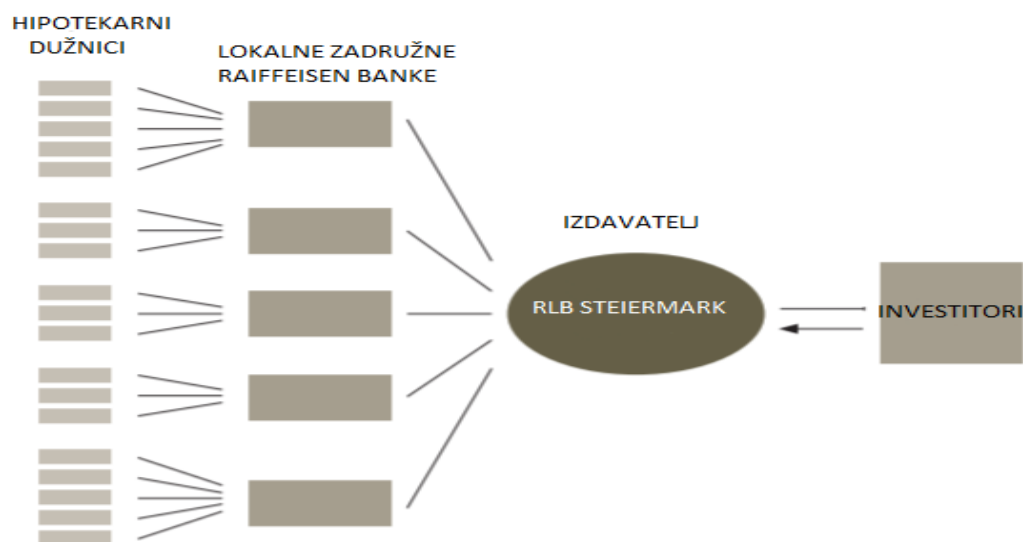 HIPOTEKARNI
DUŽNICI
LOKALNE ZADRUŽNE
RAIFFEISEN BANKE
IZDAVATELJ
RLB STEIERMARK
INVESTITORI